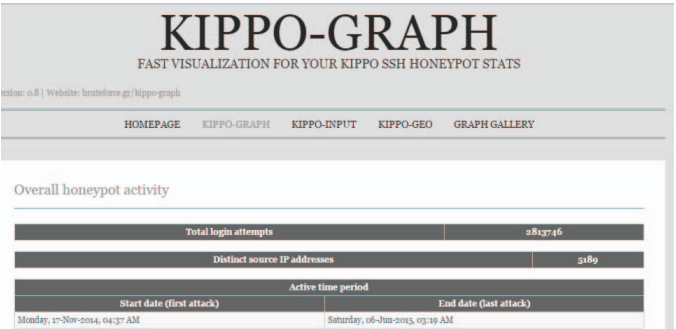 KIPPO-GRAPH
FAST VISUALIZATION FOR YOUR KIPPO SSH HONEYPOT STATS
ersion: 0.8 | Website: bruteforce.gr/kippo-graph
HOMEPAGE KIPPO-GRAPH KIPPO-INPUT KIPPO-GEO GRAPH GALLERY
Overall honeypot activity
Total login attempts 2813746
Distinct source IP addresses 5189
Active time period
Start date (first attack) End date (last attack)
Monday, 17-Nov-2014, 04:37 AM Saturday, 06-Jun-2015, 03:19 AM